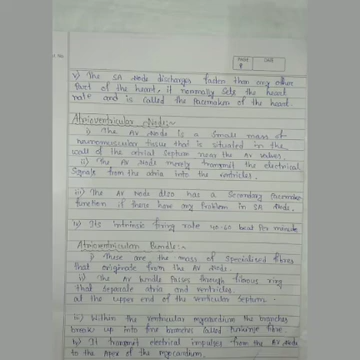 PAGE DATE
v) The SA Node discharges faster than any other
Part of the heart, it normally sets the heart
rate and is called the Pacemaker of the heart.
Atrioventricular Node:-
i) The AV Node is a small mass of
neuromuscular tissue that is situated in the
wall of the atrial septum near the AV valves.
ii) The AV Node merely transmit the electrical
signals from the atria into the ventricles.
iii) The AV Node also has a Secondary Pacemaker
function if there have any Problem in SA Node.
iv) Its intrinsic firing rate 40-60 beat Per minute
Atrioventricular Bundle:-
i) These are the mass of specialised fibres
that originate from the AV Node.
ii) The AV bundle Passes through fibrous ring
that separate atria and ventricles
at the upper end of the ventricular septum.
iii) Within the ventricular myocardium the branches
break up into fine branches called Purkinje fibre
iv) It transmit electrical impulses from the AV Node
to the Apex of the myocardium